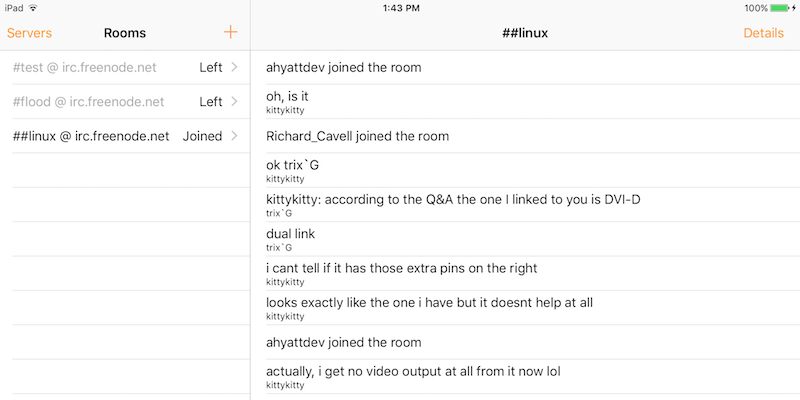 iPad 1:43 PM 100%
Servers Rooms + ##linux Details
#test @ irc.freenode.net Left
#flood @ irc.freenode.net Left
##linux @ irc.freenode.net Joined
ahyattdev joined the room
oh, is it
kittykitty
Richard_Cavell joined the room
ok trix`G
kittykitty
kittykitty: according to the Q&A the one I linked to you is DVI-D
trix`G
dual link
trix`G
i cant tell if it has those extra pins on the right
kittykitty
looks exactly like the one i have but it doesnt help at all
kittykitty
ahyattdev joined the room
actually, i get no video output at all from it now lol
kittykitty